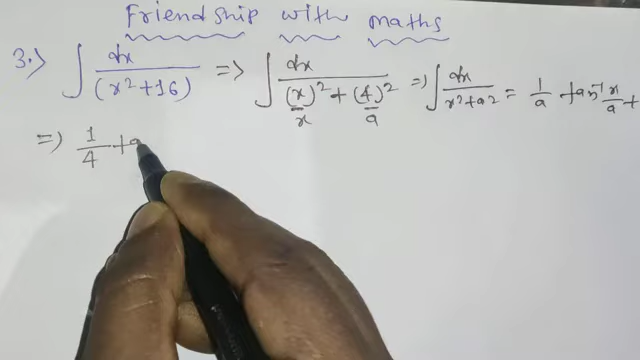 Friendship with maths
3.) ∫ dx/(x²+16) => ∫ dx/((x)²+(4)²) => ∫ dx/(x²+a²) = 1/a tan⁻¹ x/a +
x a
=) 1/4 ta